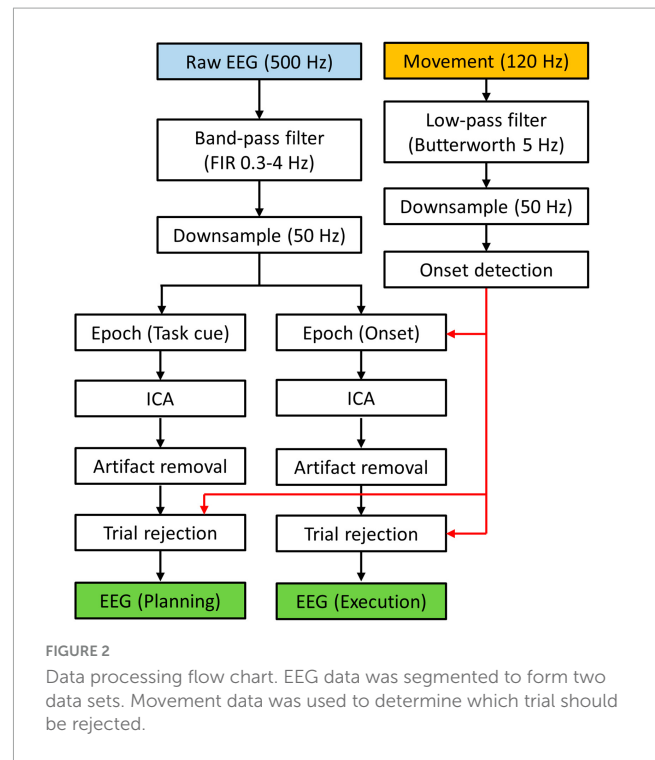 Raw EEG (500 Hz)
Movement (120 Hz)
Band-pass filter
(FIR 0.3-4 Hz)
Low-pass filter
(Butterworth 5 Hz)
Downsample (50 Hz)
Downsample (50 Hz)
Onset detection
Epoch (Task cue)
Epoch (Onset)
ICA
ICA
Artifact removal
Artifact removal
Trial rejection
Trial rejection
EEG (Planning)
EEG (Execution)
FIGURE 2
Data processing flow chart. EEG data was segmented to form two
data sets. Movement data was used to determine which trial should
be rejected.